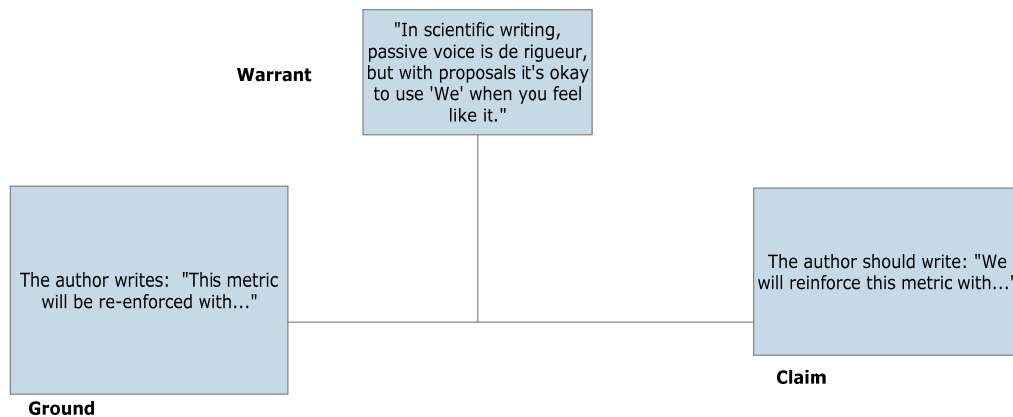 "In scientific writing,
passive voice is de rigueur,
but with proposals it's okay
to use 'We' when you feel
like it."
Warrant
The author writes:  "This metric
will be re-enforced with..."
Ground
The author should write: "We
will reinforce this metric with..."
Claim